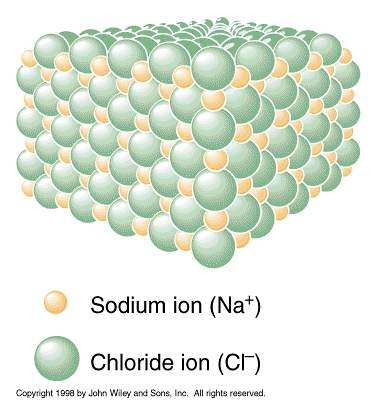 Sodium ion (Na⁺)
Chloride ion (Cl⁻)
Copyright 1998 by John Wiley and Sons, Inc. All rights reserved.